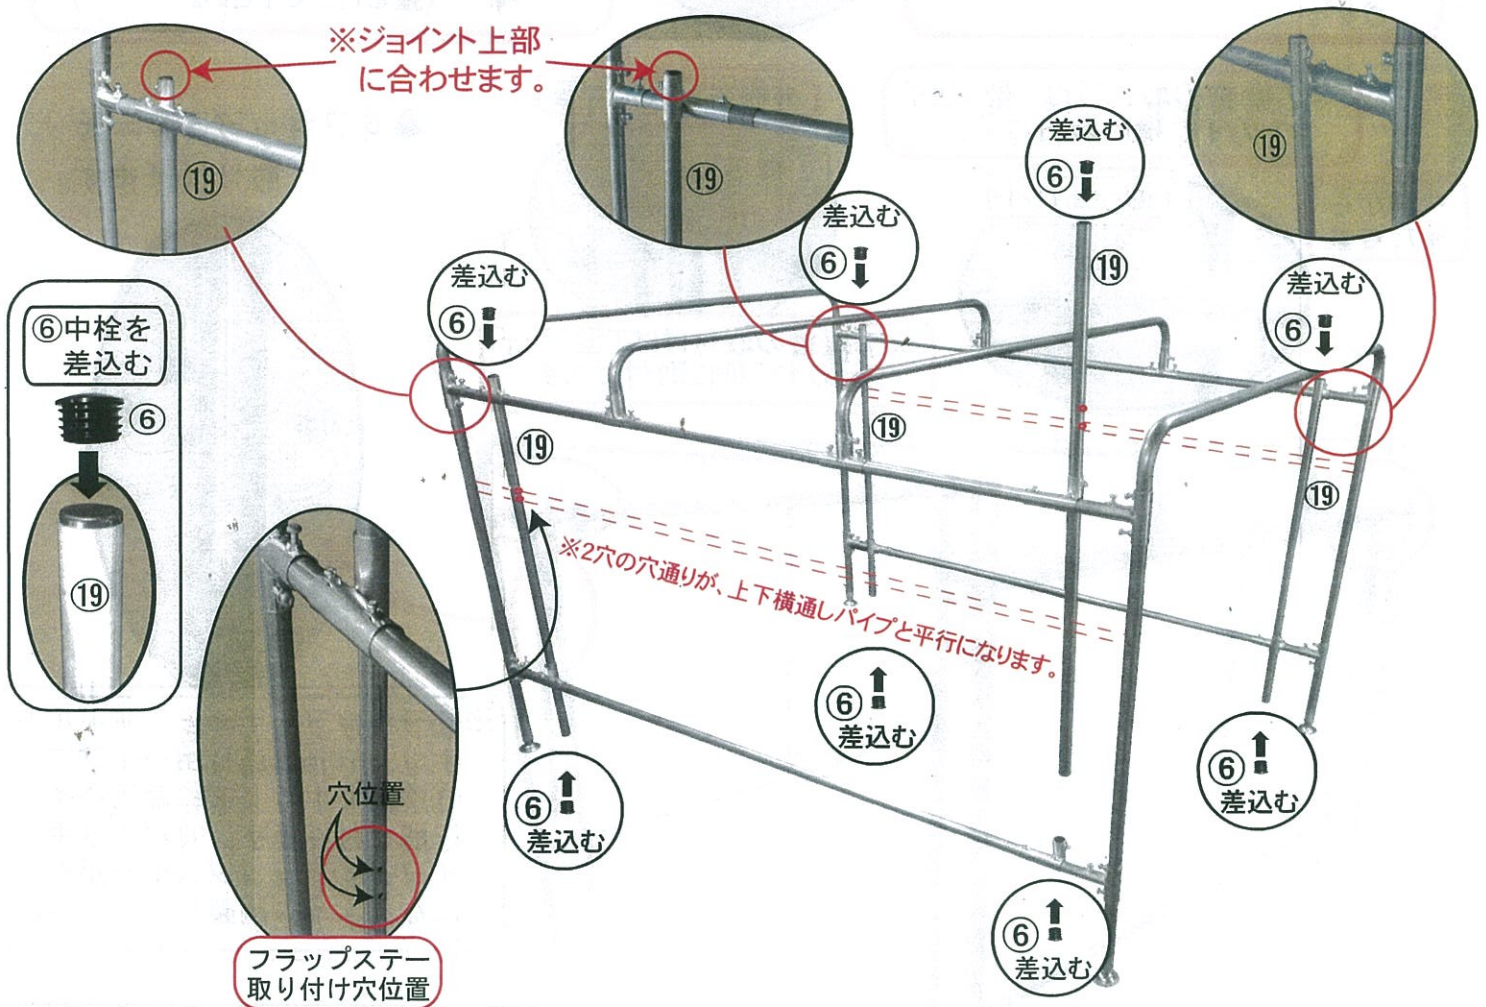 ※ジョイント上部
に合わせます。
⑲
⑲
⑲
差込む
⑥
⑲
差込む
⑥
差込む
⑥
差込む
⑥
⑥中栓を
差込む
⑥
⑲
⑲
⑲
⑲
※2穴の穴通りが、上下横通しパイプと平行になります。
穴位置
フラップステー
取り付け穴位置
⑥
差込む
⑥
差込む
⑥
差込む
⑥
差込む